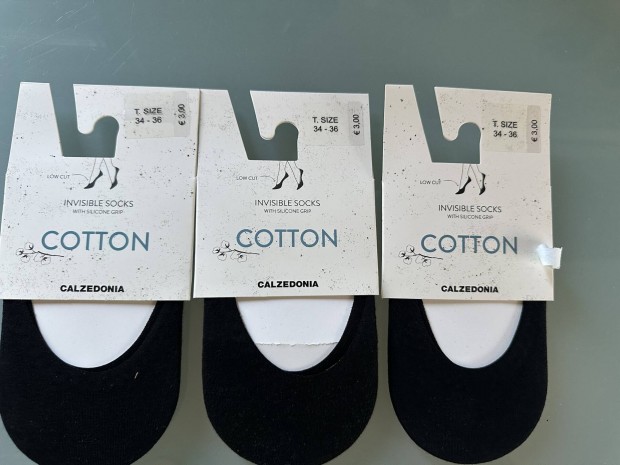 T. SIZE
34 - 36
€ 3,00
LOW CUT
INVISIBLE SOCKS
WITH SILICONE GRIP
COTTON
CALZEDONIA
T. SIZE
34 - 36
€ 3,00
LOW CUT
INVISIBLE SOCKS
WITH SILICONE GRIP
COTTON
CALZEDONIA
T. SIZE
34 - 36
€ 3,00
LOW CUT
INVISIBLE SOCKS
WITH SILICONE GRIP
COTTON
CALZEDONIA